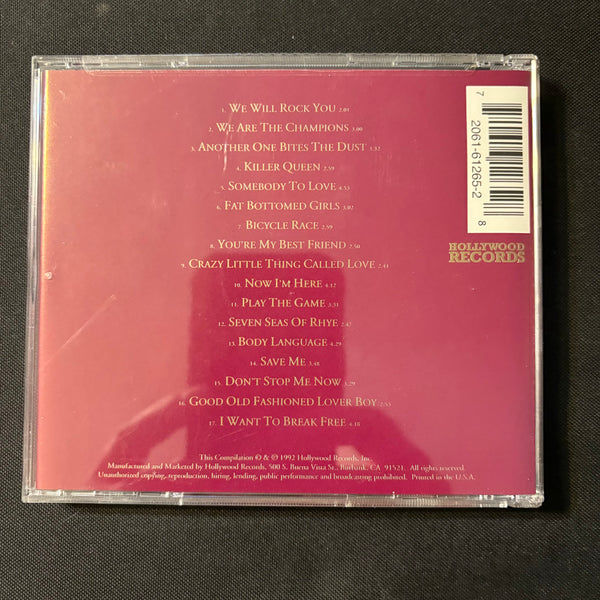 1. We Will Rock You 2.01
2. We Are The Champions 3.00
3. Another One Bites The Dust 3.32
4. Killer Queen 2.59
5. Somebody To Love 4.53
6. Fat Bottomed Girls 3.02
7. Bicycle Race 2.59
8. You're My Best Friend 2.50
9. Crazy Little Thing Called Love 2.41
10. Now I'm Here 4.12
11. Play The Game 3.31
12. Seven Seas Of Rhye 2.47
13. Body Language 4.29
14. Save Me 3.48
15. Don't Stop Me Now 3.29
16. Good Old Fashioned Lover Boy 2.53
17. I Want To Break Free 4.18
7 2061-61265-2 8
HOLLYWOOD
RECORDS
This Compilation © & ℗ 1992 Hollywood Records, Inc.
Manufactured and Marketed by Hollywood Records, 500 S. Buena Vista St., Burbank, CA 91521. All rights reserved.
Unauthorized copying, reproduction, hiring, lending, public performance and broadcasting prohibited. Printed in the U.S.A.